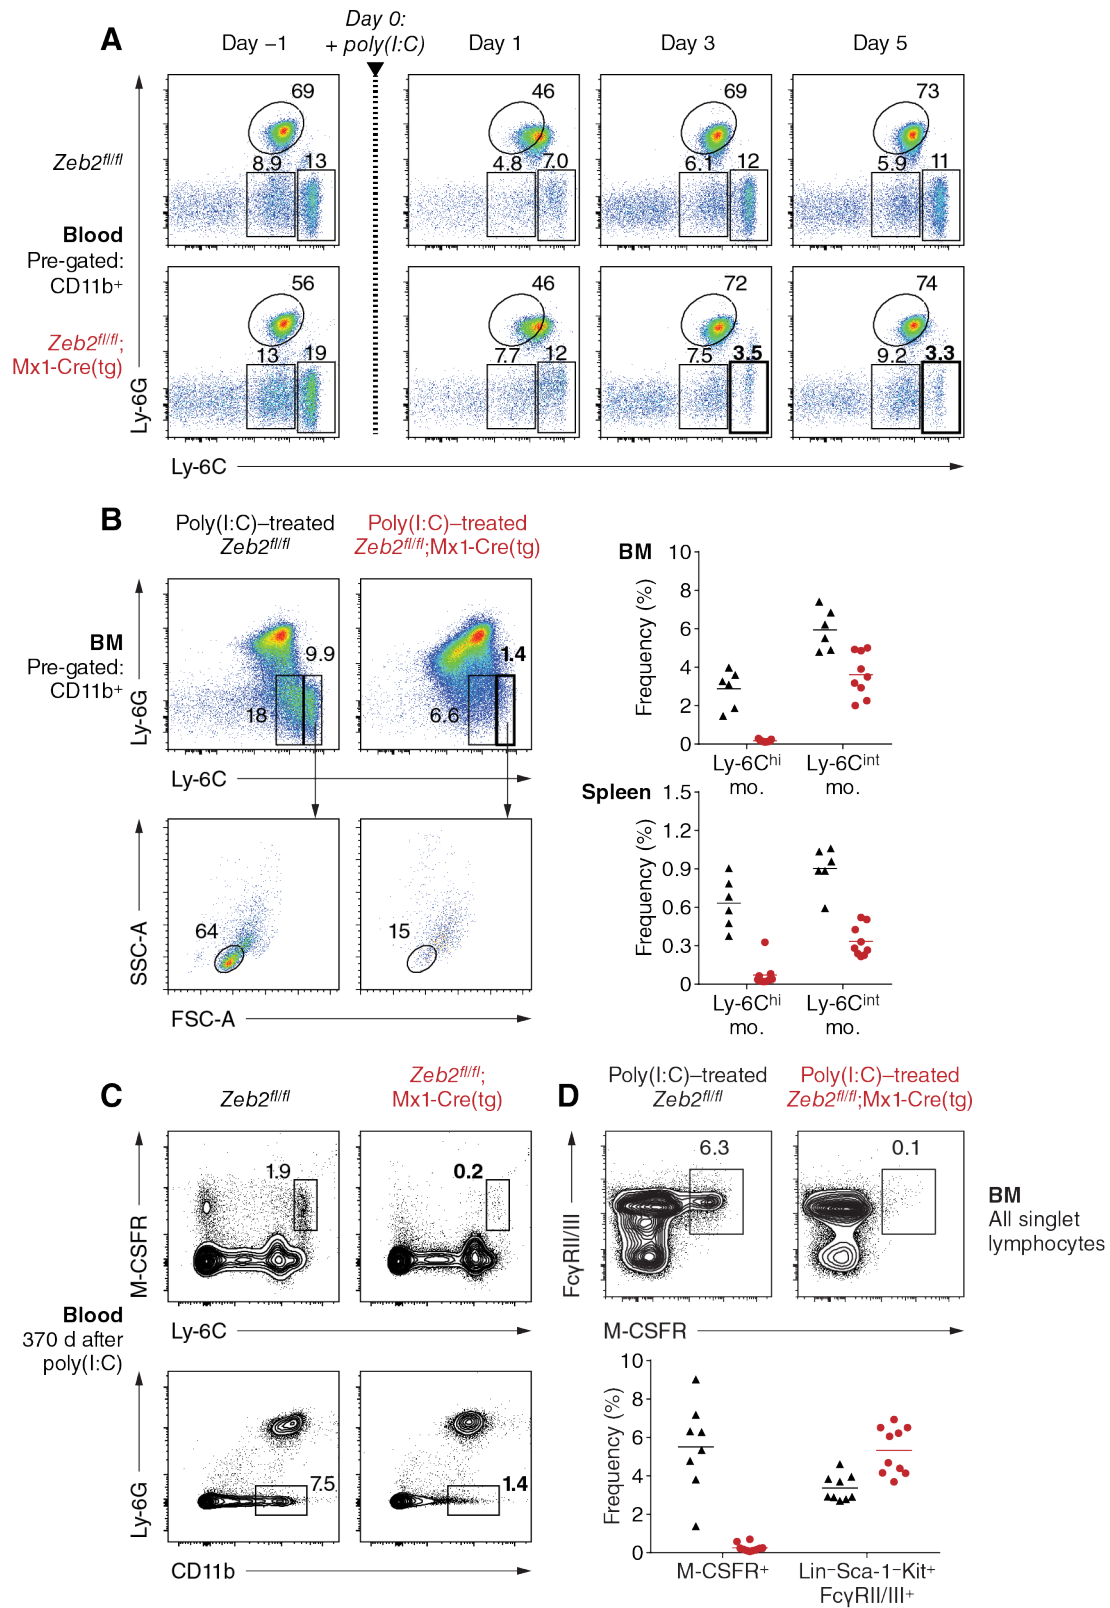 A
Day –1
Day 0:
+ poly(I:C)
Day 1
Day 3
Day 5
Zeb2fl/fl
69
8.9
13
46
4.8
7.0
69
6.1
12
73
5.9
11
Blood
Pre-gated:
CD11b+
Zeb2fl/fl;
Mx1-Cre(tg)
56
13
19
46
7.7
12
72
7.5
3.5
74
9.2
3.3
Ly-6G
Ly-6C
B
Poly(I:C)–treated
Zeb2fl/fl
Poly(I:C)–treated
Zeb2fl/fl;Mx1-Cre(tg)
BM
Pre-gated:
CD11b+
9.9
18
1.4
6.6
Ly-6G
Ly-6C
64
15
SSC-A
FSC-A
BM
10
8
6
4
2
0
Frequency (%)
Ly-6Chi
mo.
Ly-6Cint
mo.
Spleen
1.5
1.2
0.9
0.6
0.3
0
Frequency (%)
Ly-6Chi
mo.
Ly-6Cint
mo.
C
Zeb2fl/fl
Zeb2fl/fl;
Mx1-Cre(tg)
1.9
0.2
M-CSFR
Ly-6C
Blood
370 d after
poly(I:C)
7.5
1.4
Ly-6G
CD11b
D
Poly(I:C)–treated
Zeb2fl/fl
Poly(I:C)–treated
Zeb2fl/fl;Mx1-Cre(tg)
6.3
0.1
FcγRII/III
M-CSFR
BM
All singlet
lymphocytes
10
8
6
4
2
0
Frequency (%)
M-CSFR+
Lin–Sca-1–Kit+
FcγRII/III+